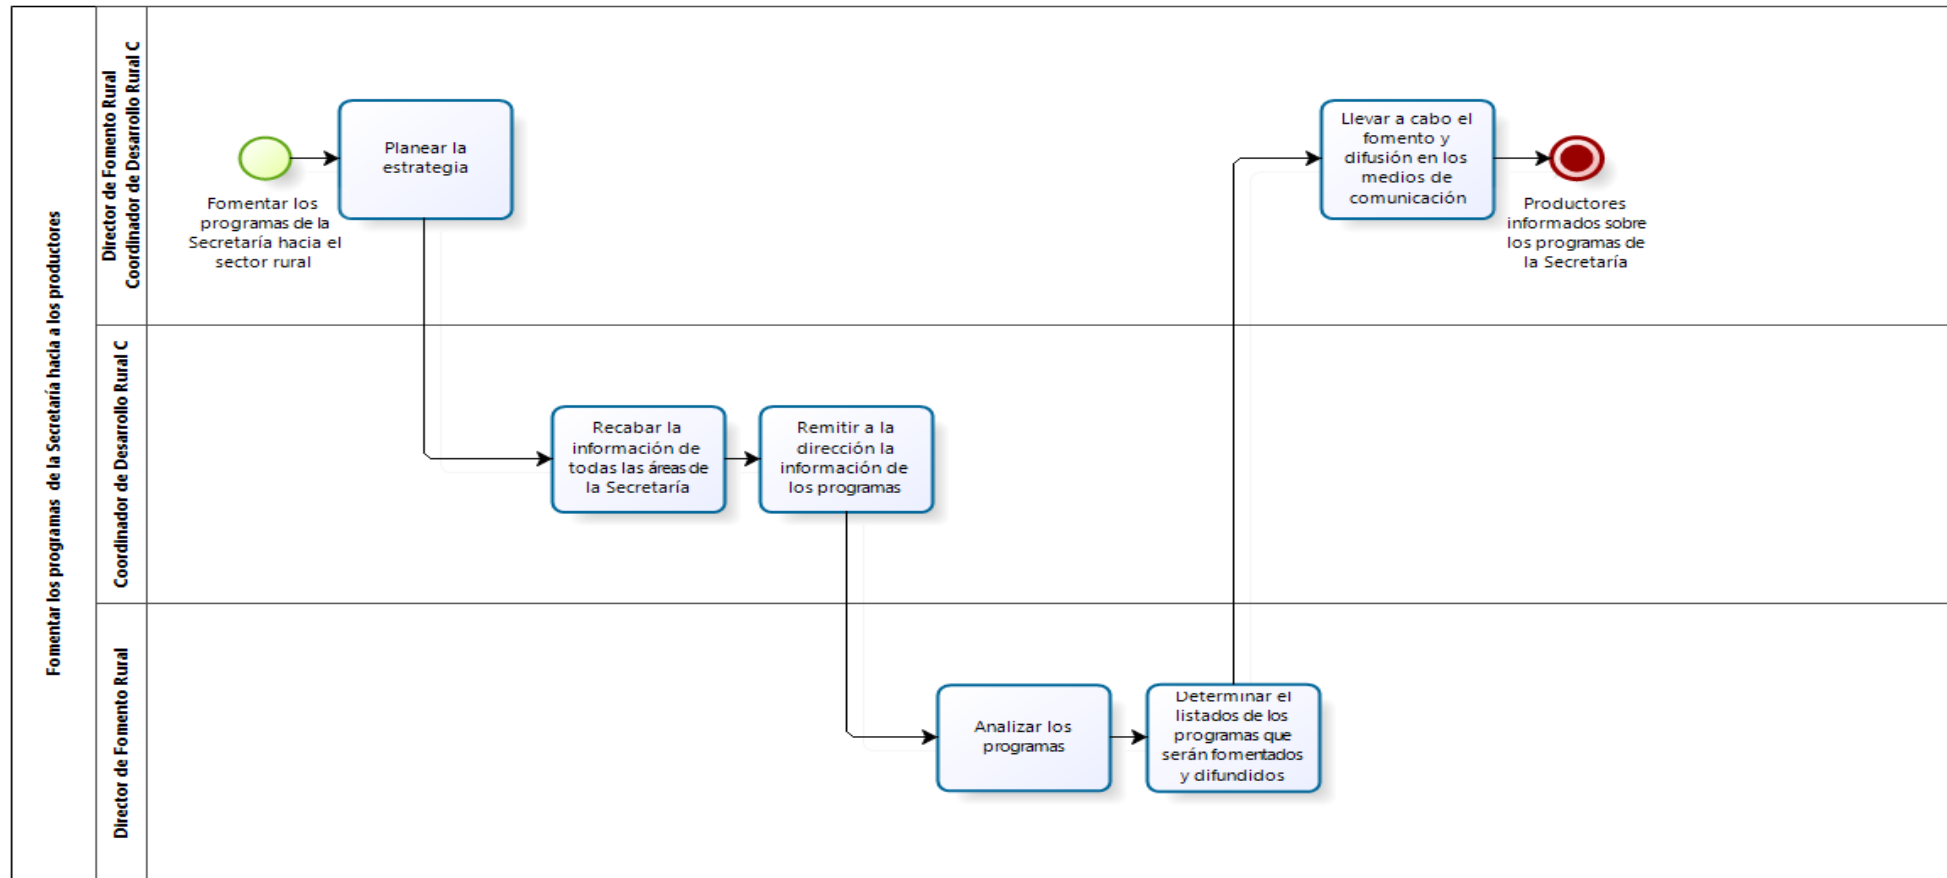 Fomentar los programas  de la Secretaría hacia a los productores
Director de Fomento Rural
Coordinador de Desarrollo Rural C
Fomentar los
programas de la
Secretaría hacia el
sector rural
Planear la
estrategia
Llevar a cabo el
fomento y
difusión en los
medios de
comunicación
Productores
informados sobre
los programas de
la Secretaría
Coordinador de Desarrollo Rural C
Recabar la
información de
todas las áreas de
la Secretaría
Remitir a la
dirección la
información de
los programas
Director de Fomento Rural
Analizar los
programas
Determinar el
listados de los
programas que
serán fomentados
y difundidos